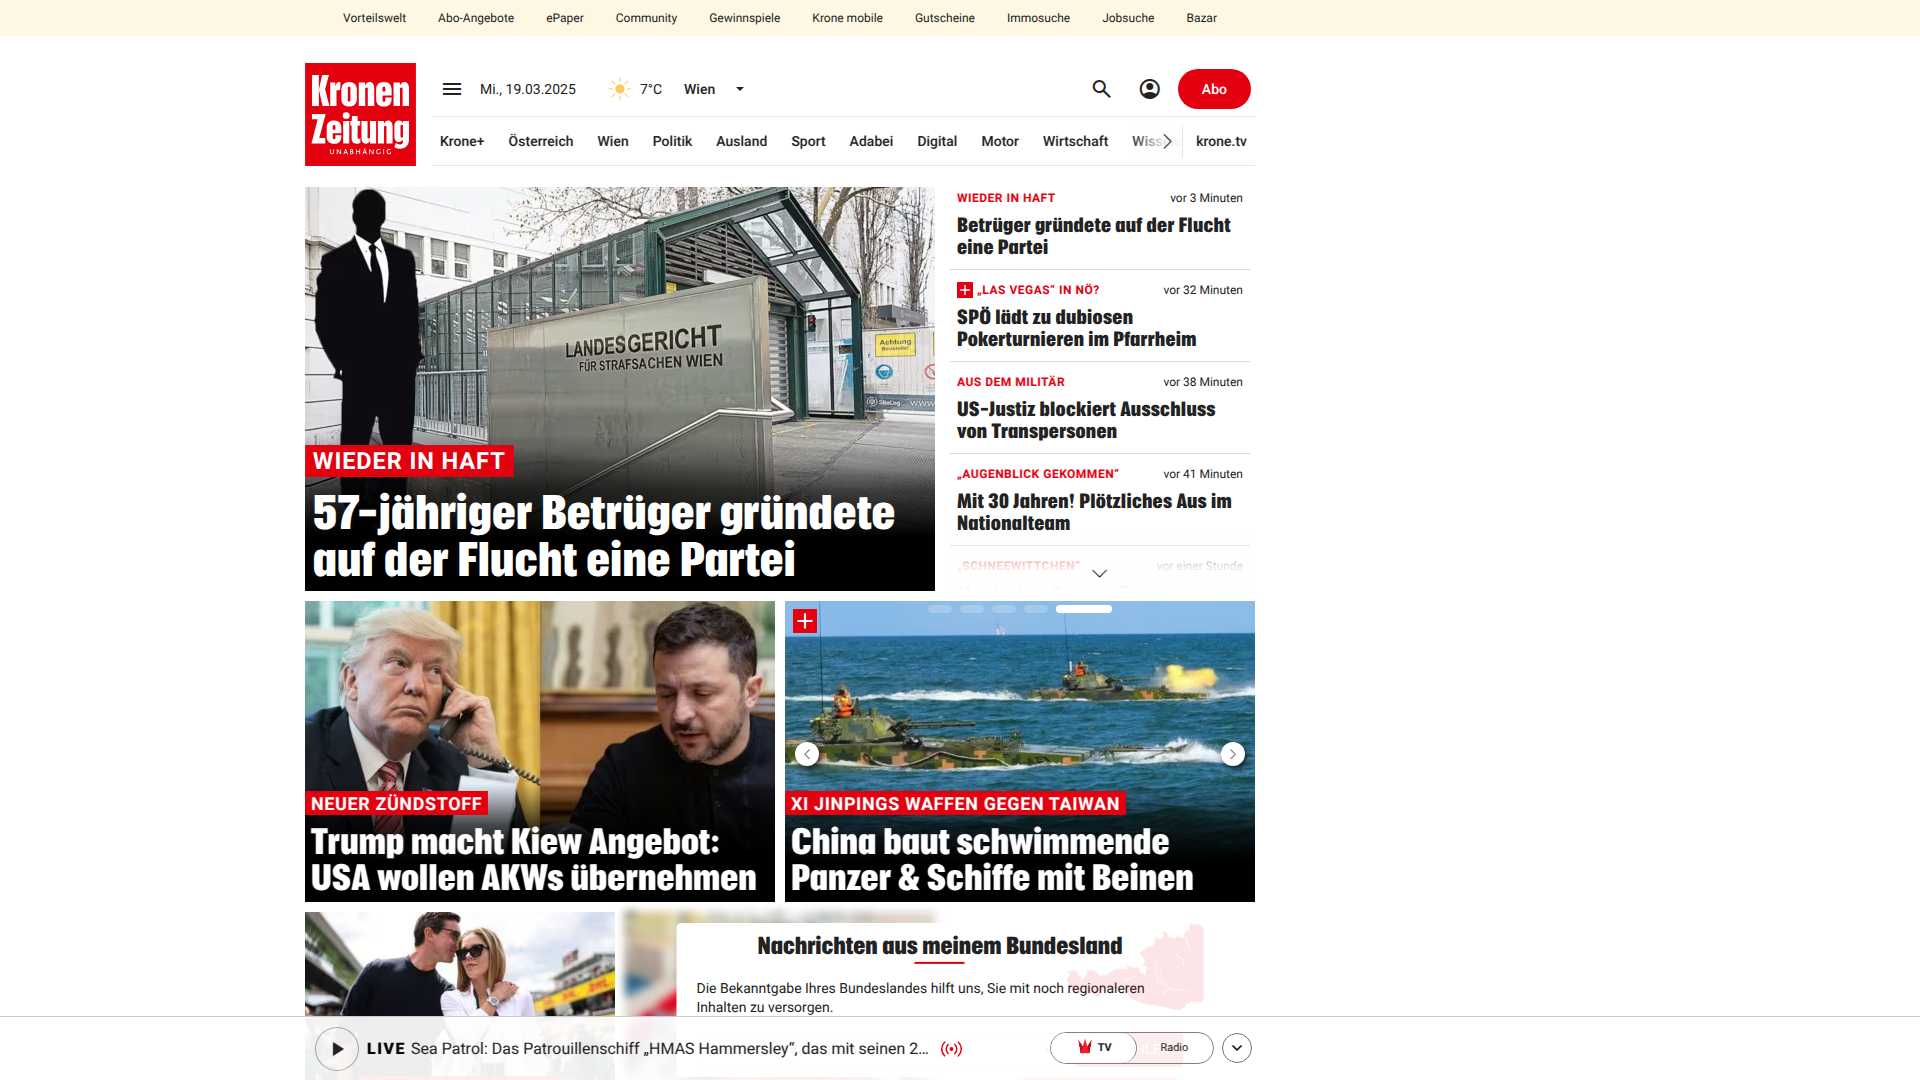 Vorteilswelt
Abo-Angebote
ePaper
Community
Gewinnspiele
Krone mobile
Gutscheine
Immosuche
Jobsuche
Bazar
Kronen
Zeitung
UNABHÄNGIG
Mi., 19.03.2025
7°C
Wien
Abo
Krone+
Österreich
Wien
Politik
Ausland
Sport
Adabei
Digital
Motor
Wirtschaft
krone.tv
LANDESGERICHT
FÜR STRAFSACHEN WIEN
Achtung
WIEDER IN HAFT
57-jähriger Betrüger gründete
auf der Flucht eine Partei
WIEDER IN HAFT
vor 3 Minuten
Betrüger gründete auf der Flucht
eine Partei
„LAS VEGAS“ IN NÖ?
vor 32 Minuten
SPÖ lädt zu dubiosen
Pokerturnieren im Pfarrheim
AUS DEM MILITÄR
vor 38 Minuten
US-Justiz blockiert Ausschluss
von Transpersonen
„AUGENBLICK GEKOMMEN“
vor 41 Minuten
Mit 30 Jahren! Plötzliches Aus im
Nationalteam
„SCHNEEWITTCHEN“
vor einer Stunde
NEUER ZÜNDSTOFF
Trump macht Kiew Angebot:
USA wollen AKWs übernehmen
XI JINPINGS WAFFEN GEGEN TAIWAN
China baut schwimmende
Panzer & Schiffe mit Beinen
Nachrichten aus meinem Bundesland
Die Bekanntgabe Ihres Bundeslandes hilft uns, Sie mit noch regionaleren
Inhalten zu versorgen.
LIVE Sea Patrol: Das Patrouillenschiff „HMAS Hammersley“, das mit seinen 2...
TV
Radio